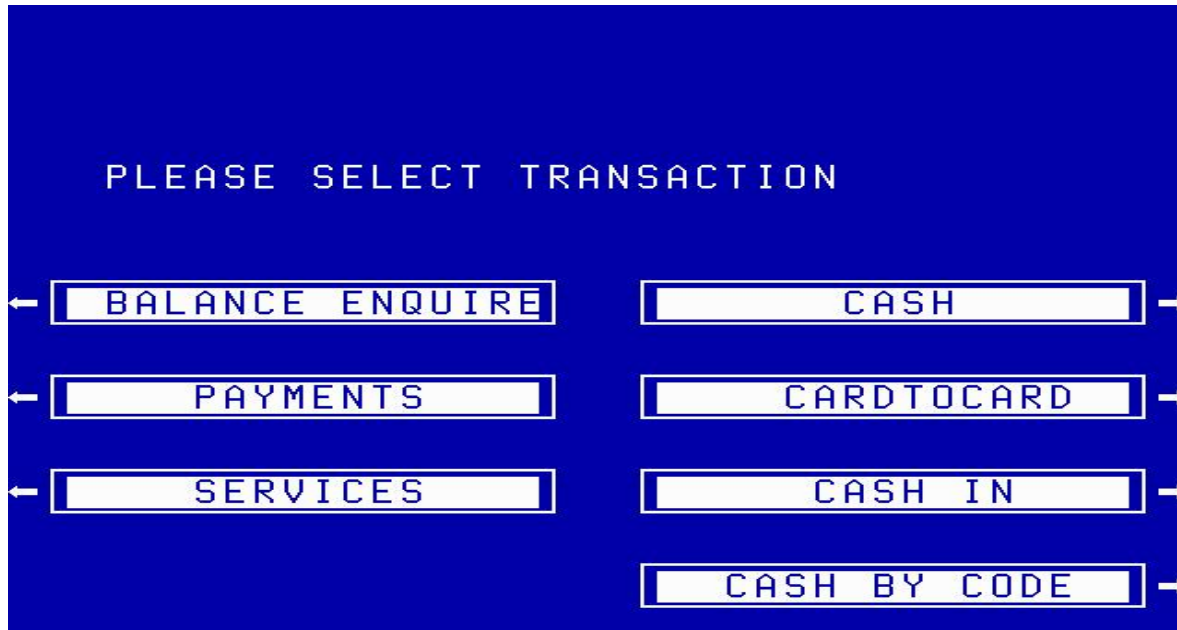 PLEASE SELECT TRANSACTION
BALANCE ENQUIRE
CASH
PAYMENTS
CARDTOCARD
SERVICES
CASH IN
CASH BY CODE